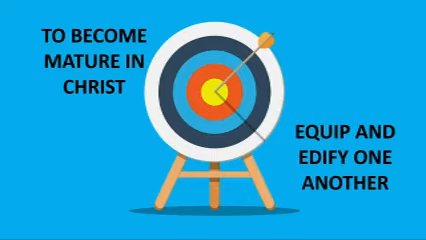 TO BECOME
MATURE IN
CHRIST
EQUIP AND
EDIFY ONE
ANOTHER